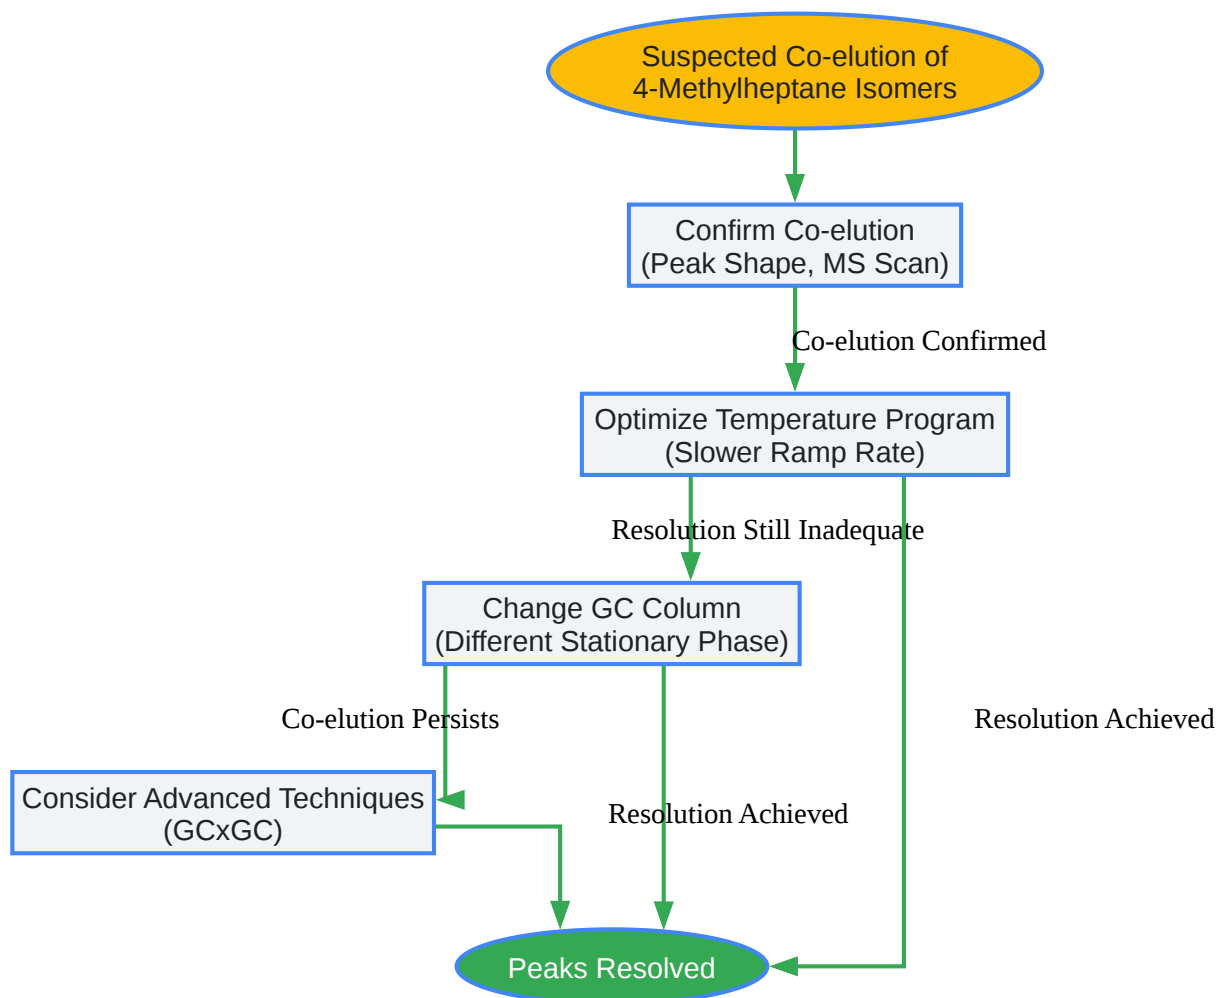 Suspected Co-elution of
4-Methylheptane Isomers
Confirm Co-elution
(Peak Shape, MS Scan)
Co-elution Confirmed
Optimize Temperature Program
(Slower Ramp Rate)
Resolution Still Inadequate
Change GC Column
(Different Stationary Phase)
Co-elution Persists
Resolution Achieved
Consider Advanced Techniques
(GCxGC)
Resolution Achieved
Peaks Resolved